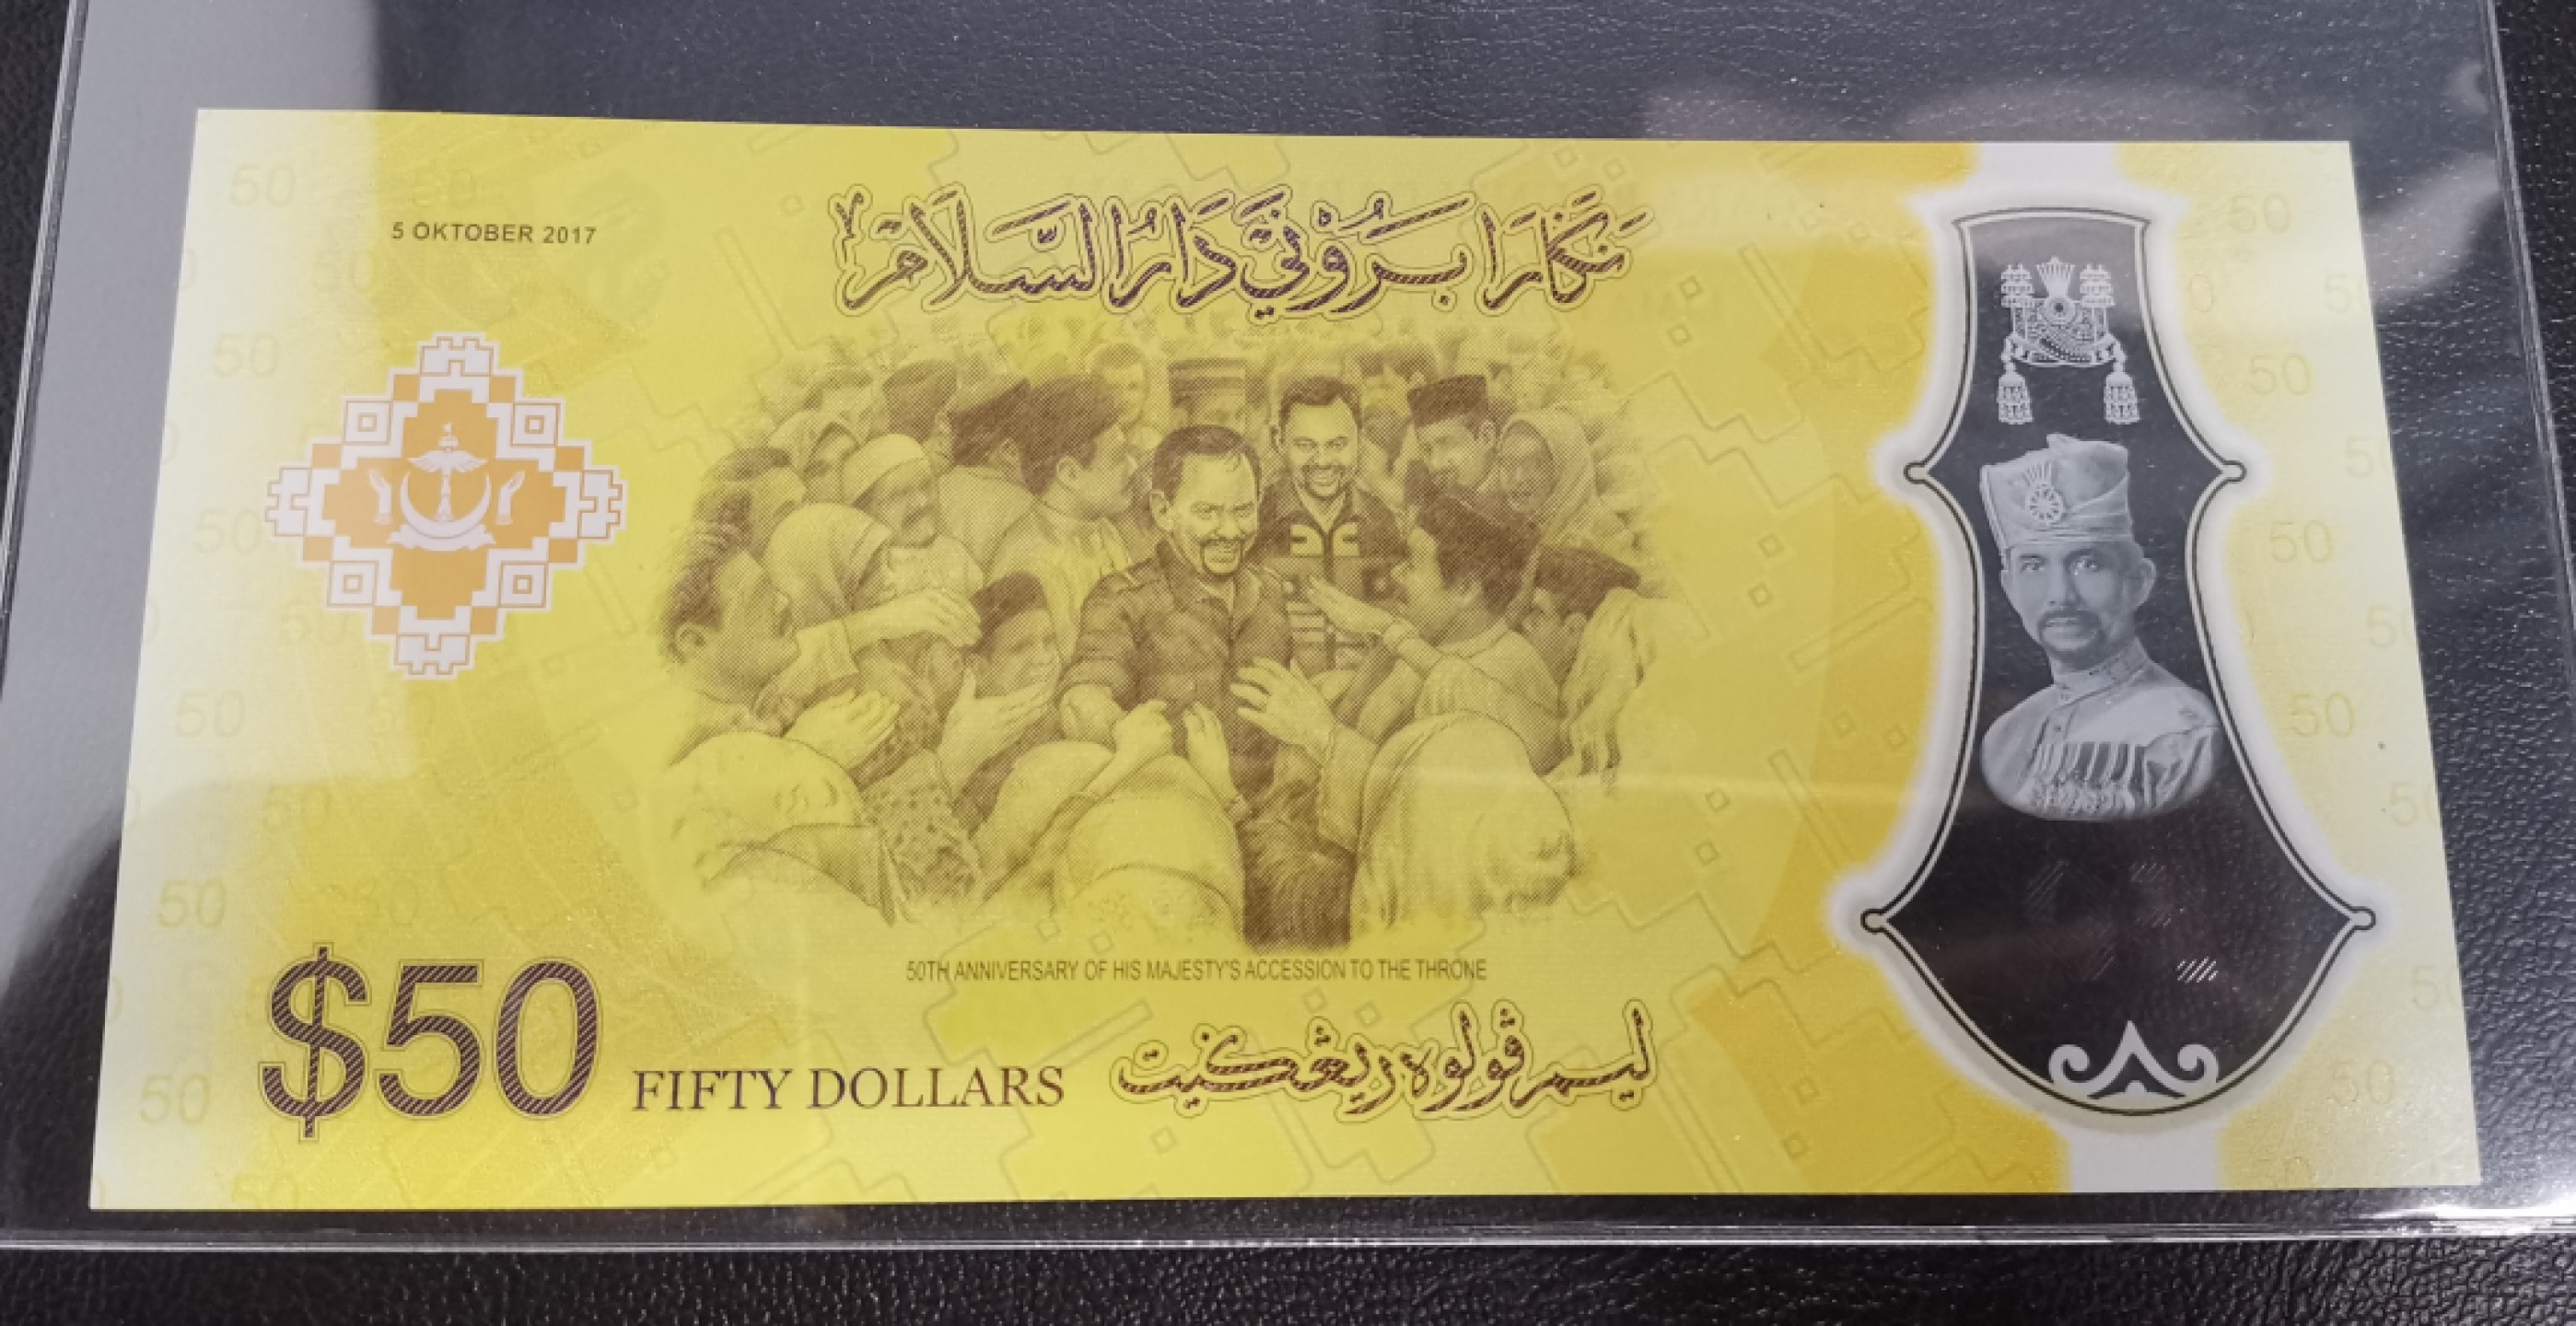 5 OKTOBER 2017
نݢارا بروني دارالسلام
50TH ANNIVERSARY OF HIS MAJESTY'S ACCESSION TO THE THRONE
$50
FIFTY DOLLARS
ليم ڤولوه ريڠݢيت